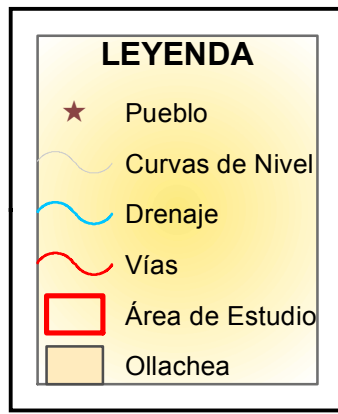 LEYENDA
Pueblo
Curvas de Nivel
Drenaje
Vías
Área de Estudio
Ollachea